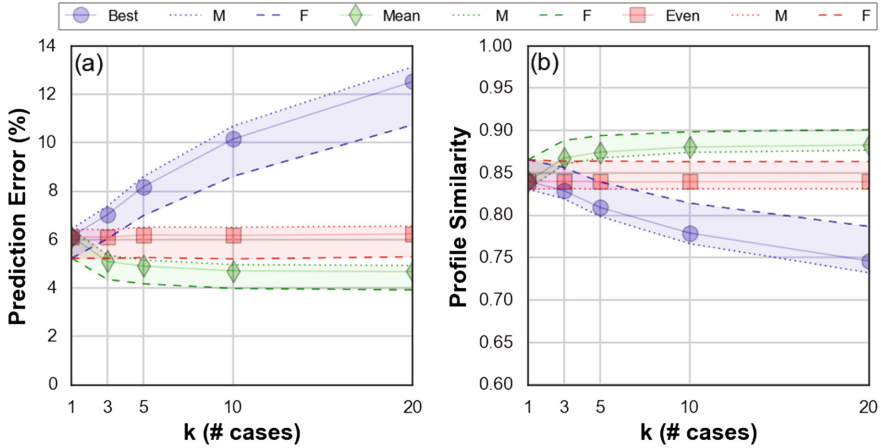 Best M F Mean M F Even M F
(a)
Prediction Error (%)
14
12
10
8
6
4
2
0
1 3 5 10 20
k (# cases)
(b)
Profile Similarity
1.00
0.95
0.90
0.85
0.80
0.75
0.70
0.65
0.60
1 3 5 10 20
k (# cases)